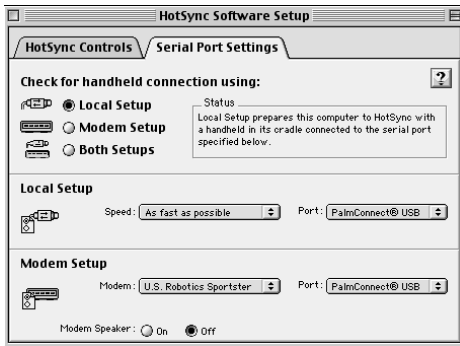 HotSync Software Setup
HotSync Controls
Serial Port Settings
Check for handheld connection using:
?
Local Setup
Modem Setup
Both Setups
Status
Local Setup prepares this computer to HotSync with
a handheld in its cradle connected to the serial port
specified below.
Local Setup
Speed: As fast as possible
Port: PalmConnect® USB
Modem Setup
Modem: U.S. Robotics Sportster
Port: PalmConnect® USB
Modem Speaker: On Off